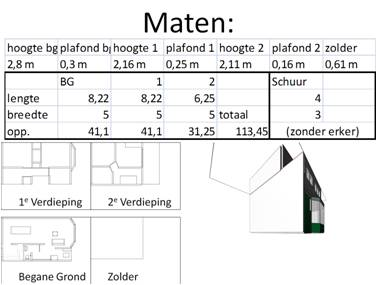 Maten:
hoogte bg plafond bg hoogte 1 plafond 1 hoogte 2 plafond 2 zolder
2,8 m 0,3 m 2,16 m 0,25 m 2,11 m 0,16 m 0,61 m
BG 1 2 Schuur
lengte 8,22 8,22 6,25 4
breedte 5 5 5 totaal 3
opp. 41,1 41,1 31,25 113,45 (zonder erker)
1e Verdieping 2e Verdieping
Begane Grond Zolder